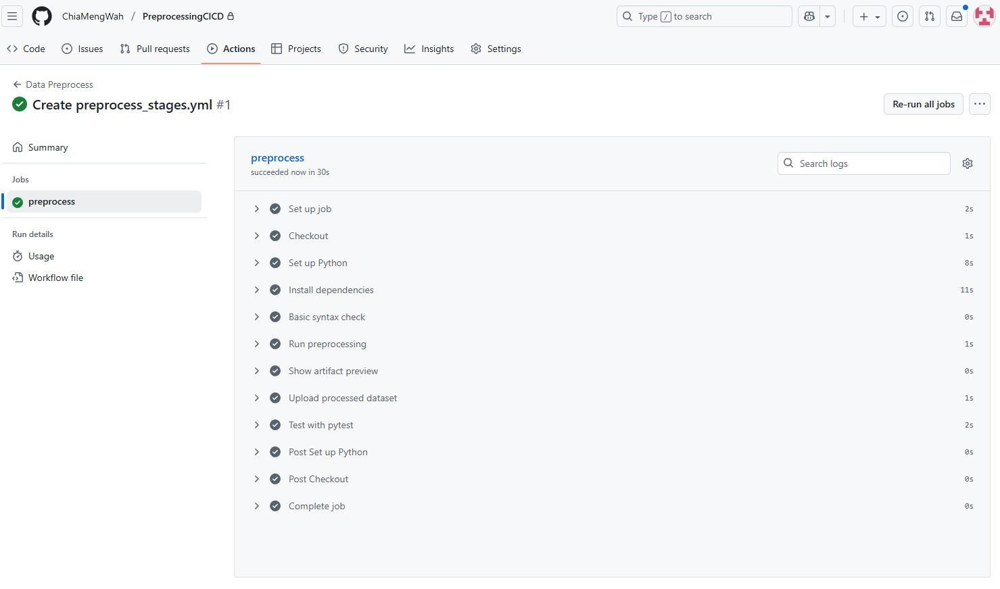 ChiaMengWah / PreprocessingCICD
Type / to search
Code
Issues
Pull requests
Actions
Projects
Security
Insights
Settings
Data Preprocess
Create preprocess_stages.yml #1
Re-run all jobs
Summary
Jobs
preprocess
Run details
Usage
Workflow file
preprocess
succeeded now in 30s
Search logs
Set up job 2s
Checkout 1s
Set up Python 8s
Install dependencies 11s
Basic syntax check 0s
Run preprocessing 1s
Show artifact preview 0s
Upload processed dataset 1s
Test with pytest 2s
Post Set up Python 0s
Post Checkout 0s
Complete job 0s